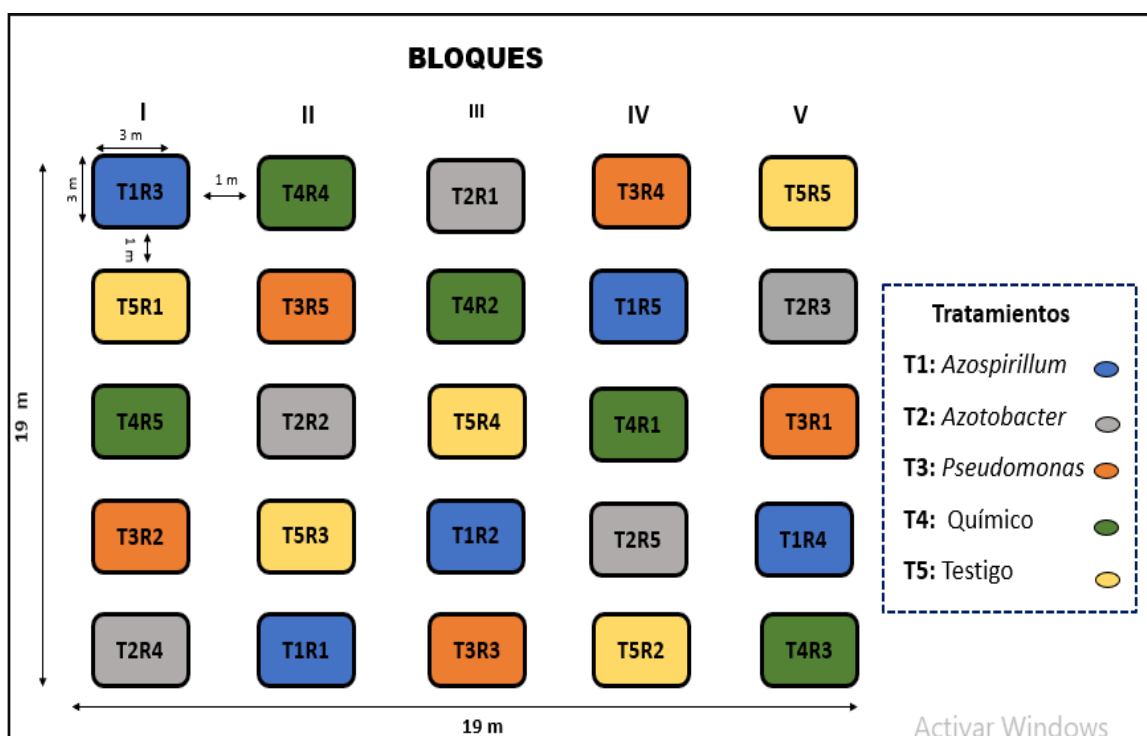 BLOQUES
I II III IV V
3 m
3 m
1 m
1 m
19 m
T1R3 T4R4 T2R1 T3R4 T5R5
T5R1 T3R5 T4R2 T1R5 T2R3
T4R5 T2R2 T5R4 T4R1 T3R1
T3R2 T5R3 T1R2 T2R5 T1R4
T2R4 T1R1 T3R3 T5R2 T4R3
19 m
Tratamientos
T1: Azospirillum
T2: Azotobacter
T3: Pseudomonas
T4: Químico
T5: Testigo
Activar Windows